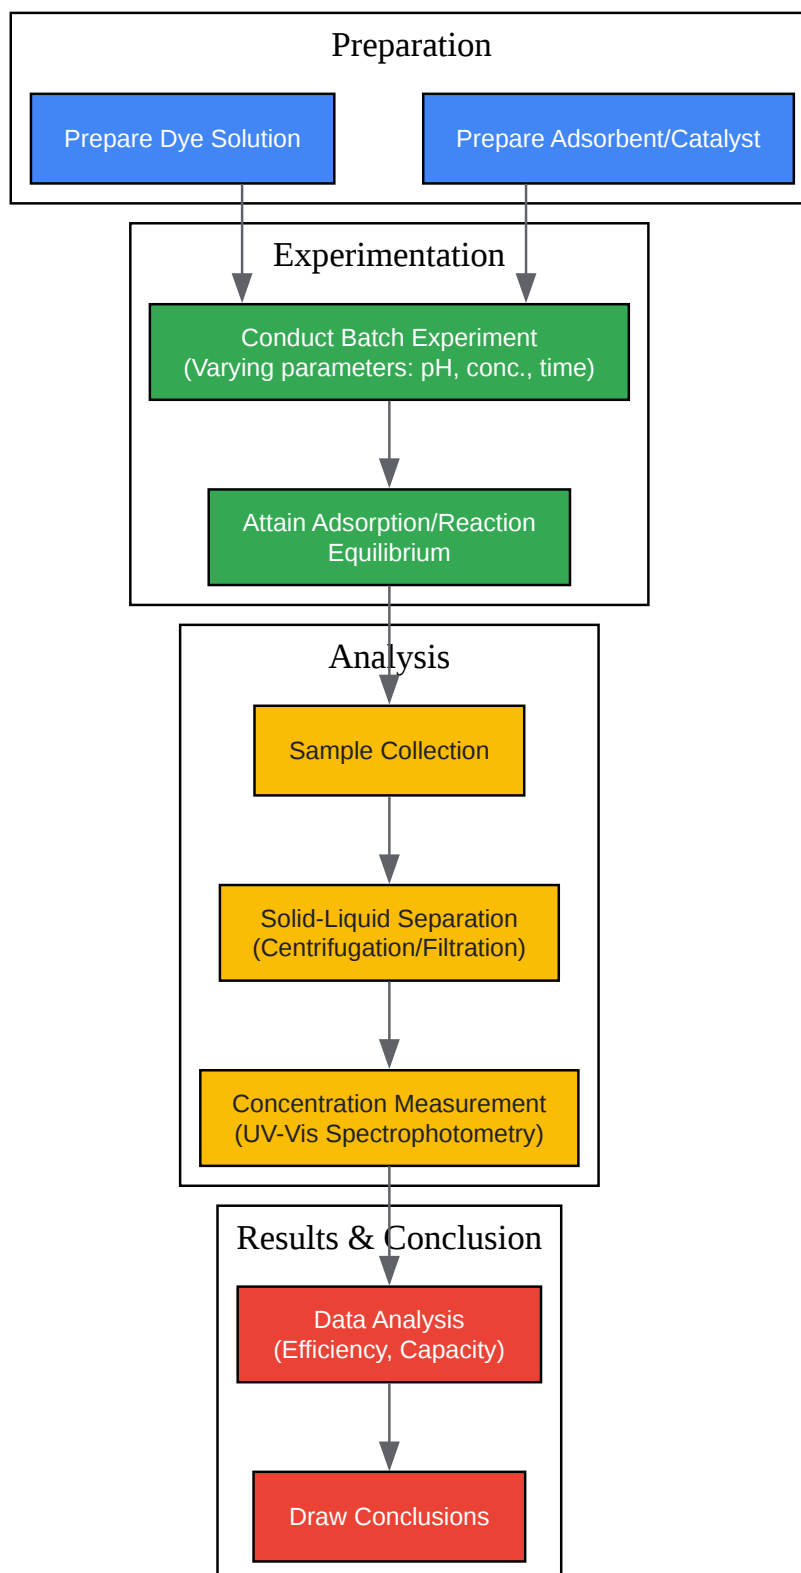 Preparation
Prepare Dye Solution
Prepare Adsorbent/Catalyst
Experimentation
Conduct Batch Experiment
(Varying parameters: pH, conc., time)
Attain Adsorption/Reaction
Equilibrium
Analysis
Sample Collection
Solid-Liquid Separation
(Centrifugation/Filtration)
Concentration Measurement
(UV-Vis Spectrophotometry)
Results & Conclusion
Data Analysis
(Efficiency, Capacity)
Draw Conclusions